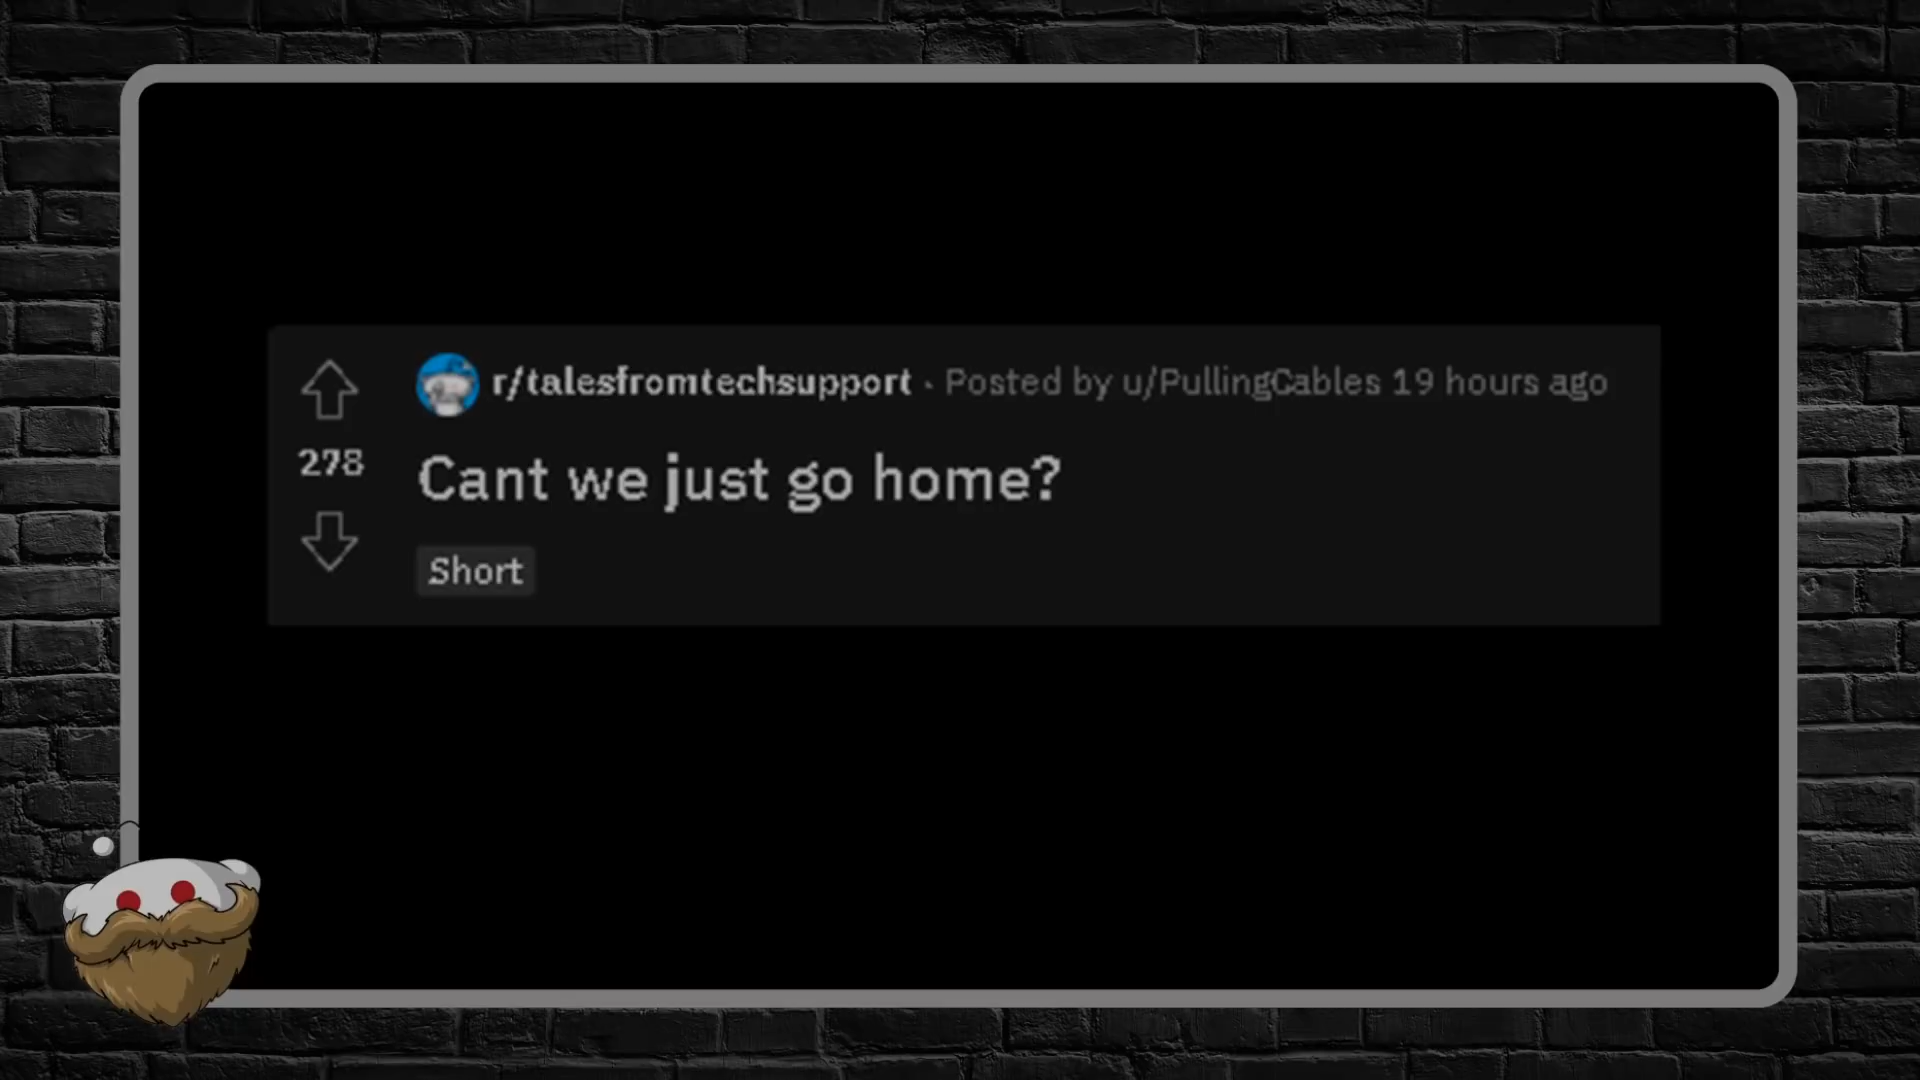 r/talesfromtechsupport · Posted by u/PullingCables 19 hours ago
278
Cant we just go home?
Short